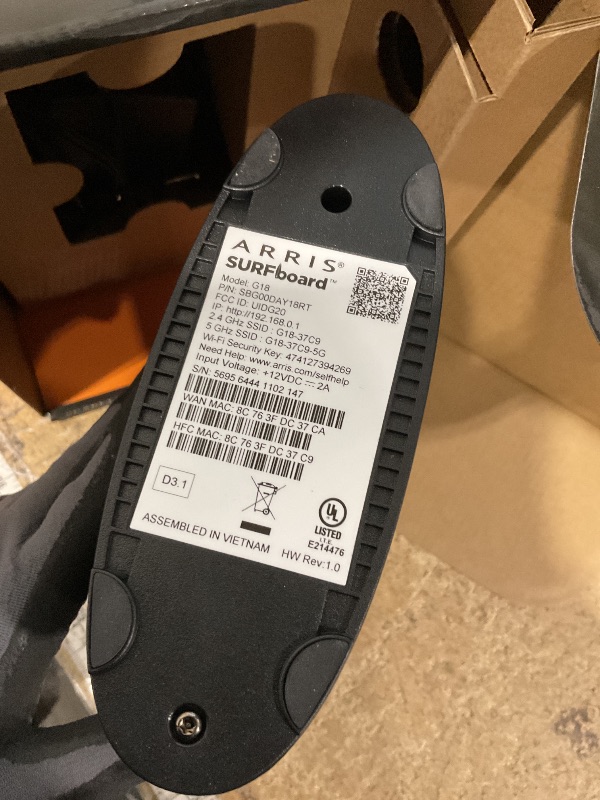 ARRIS®
SURFboard™
Model: G18
P/N: SBG00DAY18RT
FCC ID: UIDG20
IP: http://192.168.0.1
2.4 GHz SSID : G18-37C9
5 GHz SSID : G18-37C9-5G
Wi-Fi Security Key: 474127394269
Need Help: www.arris.com/selfhelp
Input Voltage: +12VDC ⎓ 2A
S/N: 5695 6444 1102 147
WAN MAC: 8C 76 3F DC 37 CA
HFC MAC: 8C 76 3F DC 37 C9
D3.1
UL
LISTED
I.T.E.
E214476
ASSEMBLED IN VIETNAM HW Rev:1.0